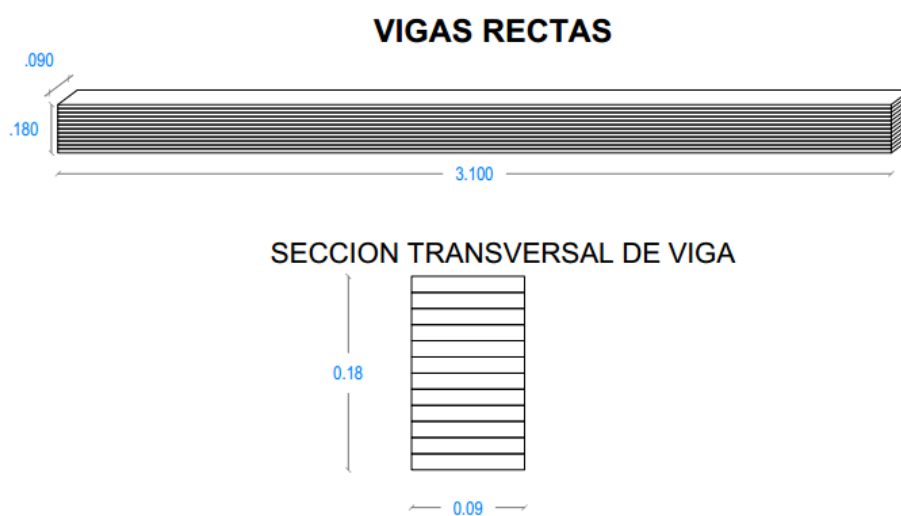 VIGAS RECTAS
.090
.180
3.100
SECCION TRANSVERSAL DE VIGA
0.18
0.09